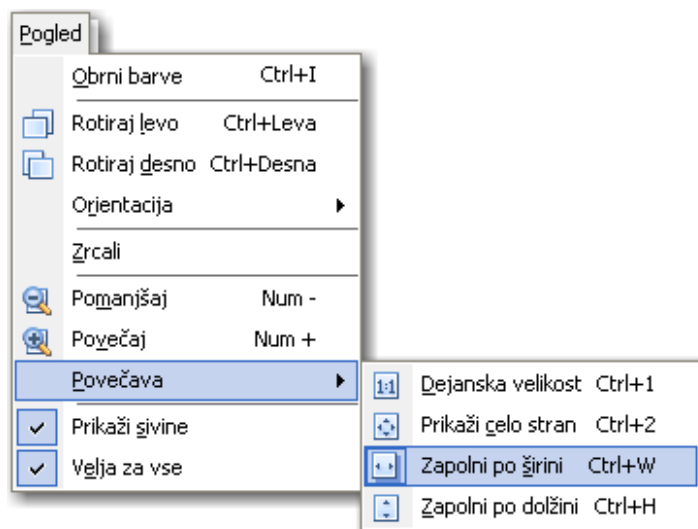 Pogled
Obrni barve Ctrl+I
Rotiraj levo Ctrl+Leva
Rotiraj desno Ctrl+Desna
Orientacija
Zrcali
Pomanjšaj Num -
Povečaj Num +
Povečava
Prikaži sivine
Velja za vse
1:1 Dejanska velikost Ctrl+1
Prikaži celo stran Ctrl+2
Zapolni po širini Ctrl+W
Zapolni po dolžini Ctrl+H